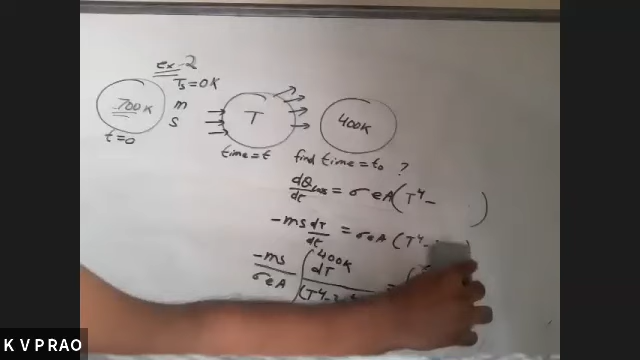 ex-2
Ts=0K
700K
m
s
T
400K
t=0
time=t
find time=t₀ ?
dQloss/dt = σeA(T⁴- )
-ms dT/dt = σeA(T⁴-
-ms/σeA ∫ 400K dT/(T⁴- = (
K V P RAO